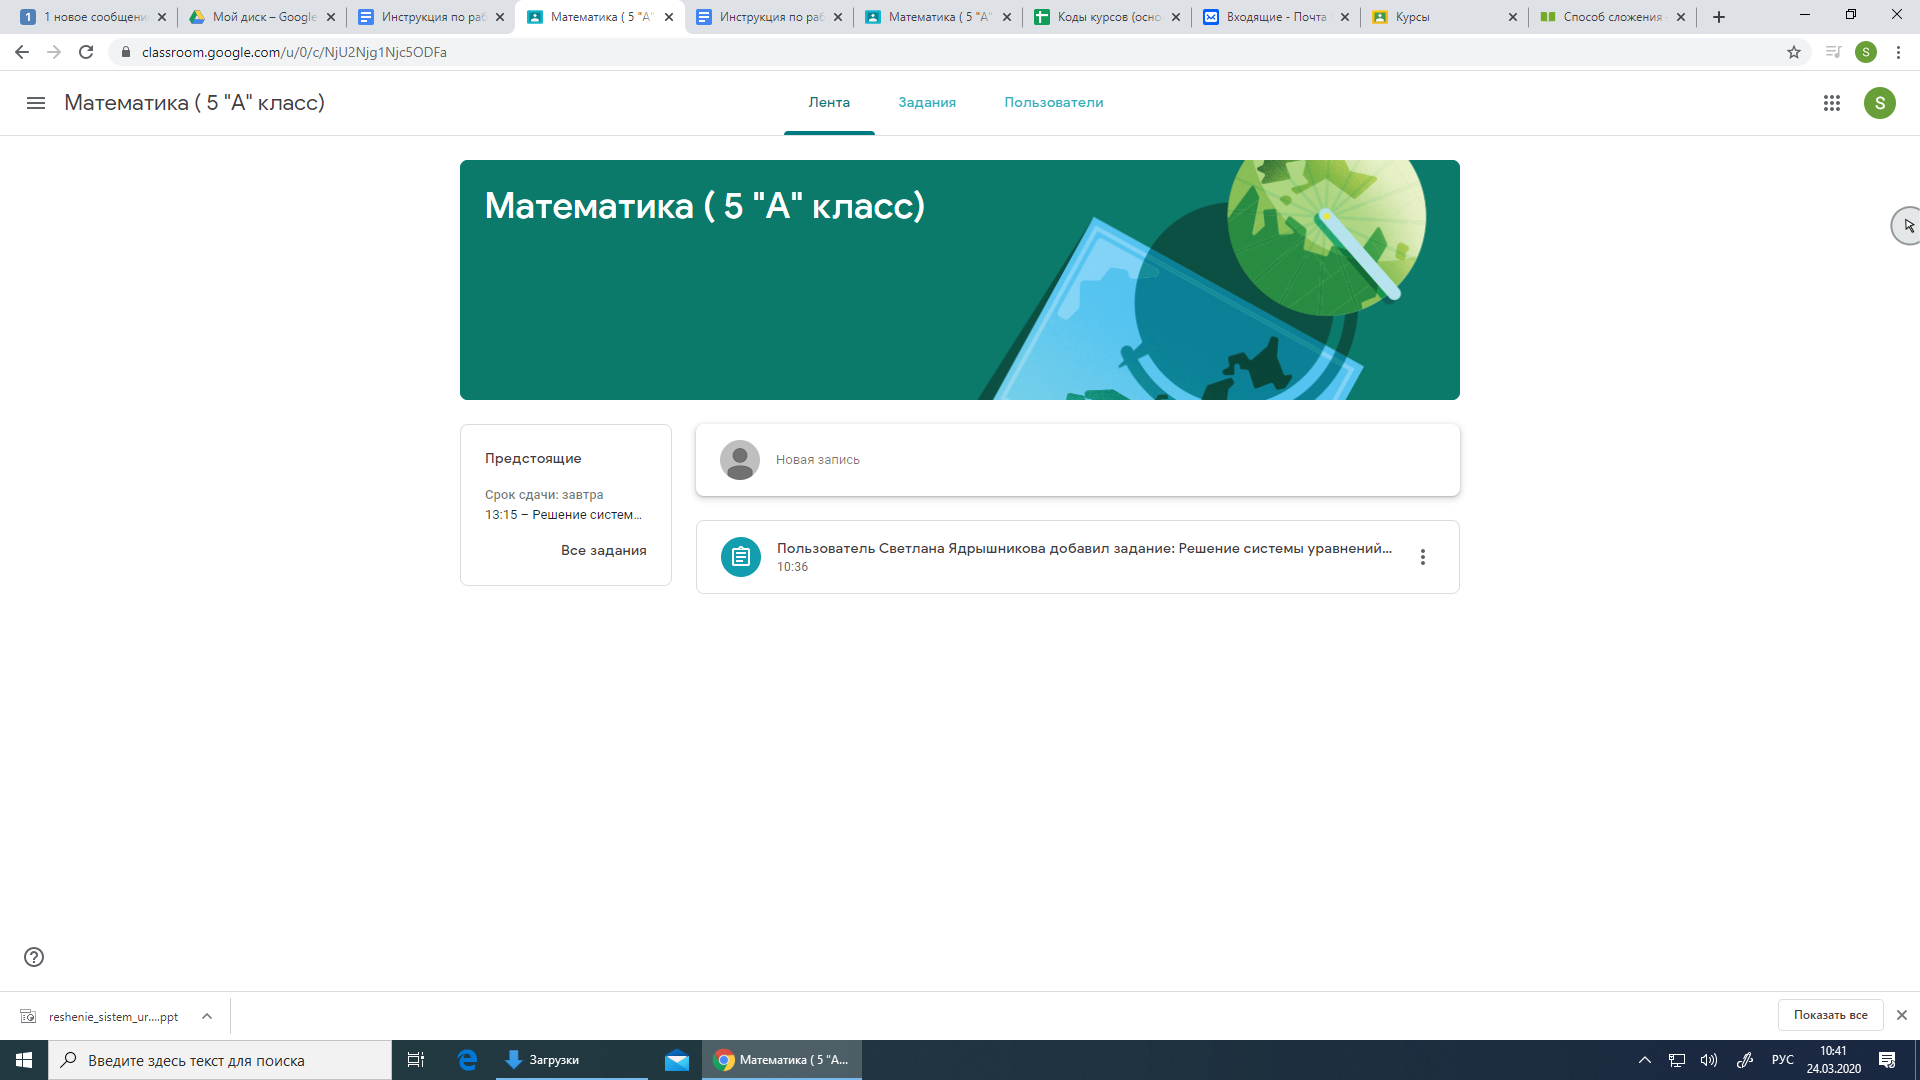 1 новое сообщени
Мой диск – Google
Инструкция по раб
Математика ( 5 "А"
Инструкция по раб
Математика ( 5 "А"
Коды курсов (осно
Входящие - Почта
Курсы
Способ сложения
classroom.google.com/u/0/c/NjU2Njg1Njc5ODFa
S
Математика ( 5 "А" класс)
Лента
Задания
Пользователи
S
Математика ( 5 "А" класс)
Предстоящие
Срок сдачи: завтра
13:15 – Решение систем...
Все задания
Новая запись
Пользователь Светлана Ядрышникова добавил задание: Решение системы уравнений...
10:36
reshenie_sistem_ur....ppt
Показать все
Введите здесь текст для поиска
Загрузки
Математика ( 5 "А...
РУС
10:41
24.03.2020